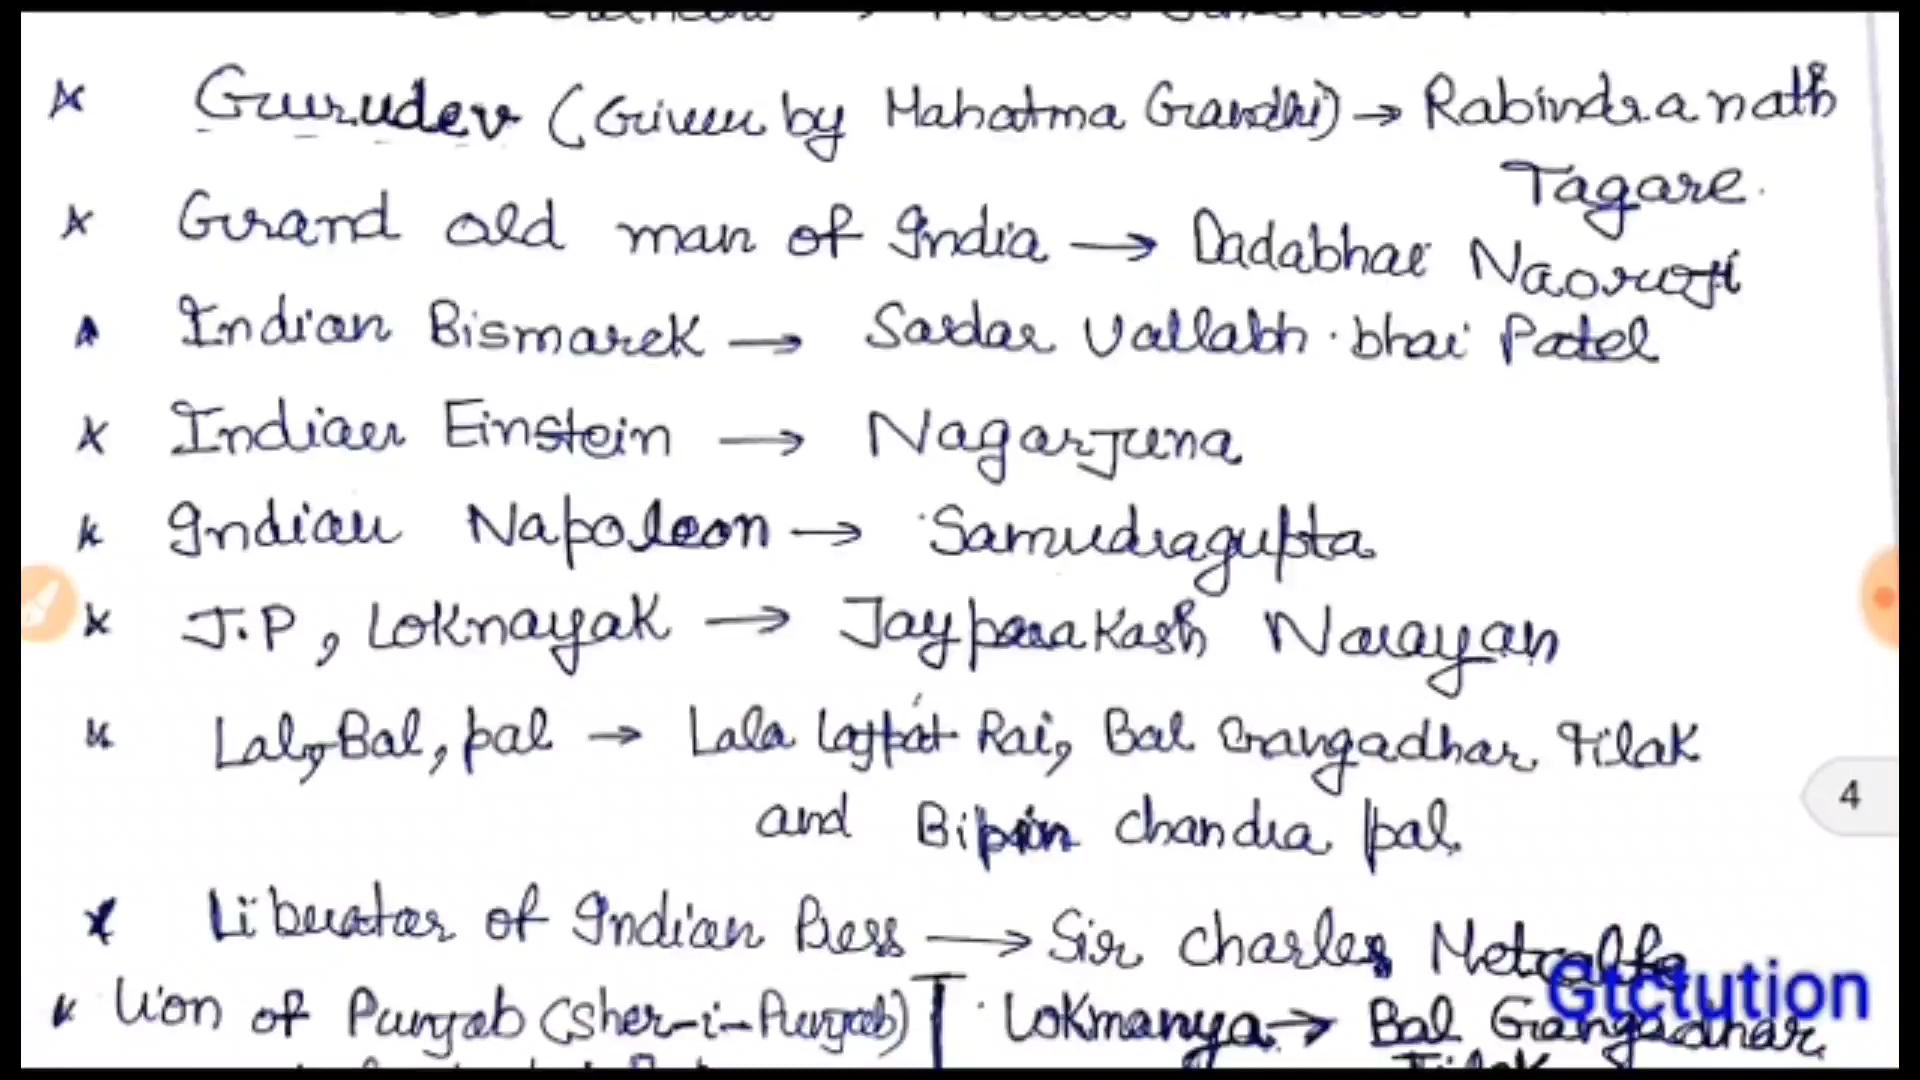 Gurudev (Given by Mahatma Gandhi) → Rabindranath
Tagare.
Grand old man of India → Dadabhai Naoroji
Indian Bismarck → Sardar Vallabh bhai Patel
Indian Einstein → Nagarjuna
Indian Napoleon → Samudragupta
J.P, Loknayak → Jayparakash Narayan
Lal, Bal, pal → Lala Lajpat Rai, Bal Gangadhar Tilak
and Bipin chandra pal.
Liberator of Indian Press → Sir Charles Metcalfe
Lion of Punjab (Sher-i-Punjab)
Lokmanya → Bal Gangadhar
Tilak
4
Gtctution